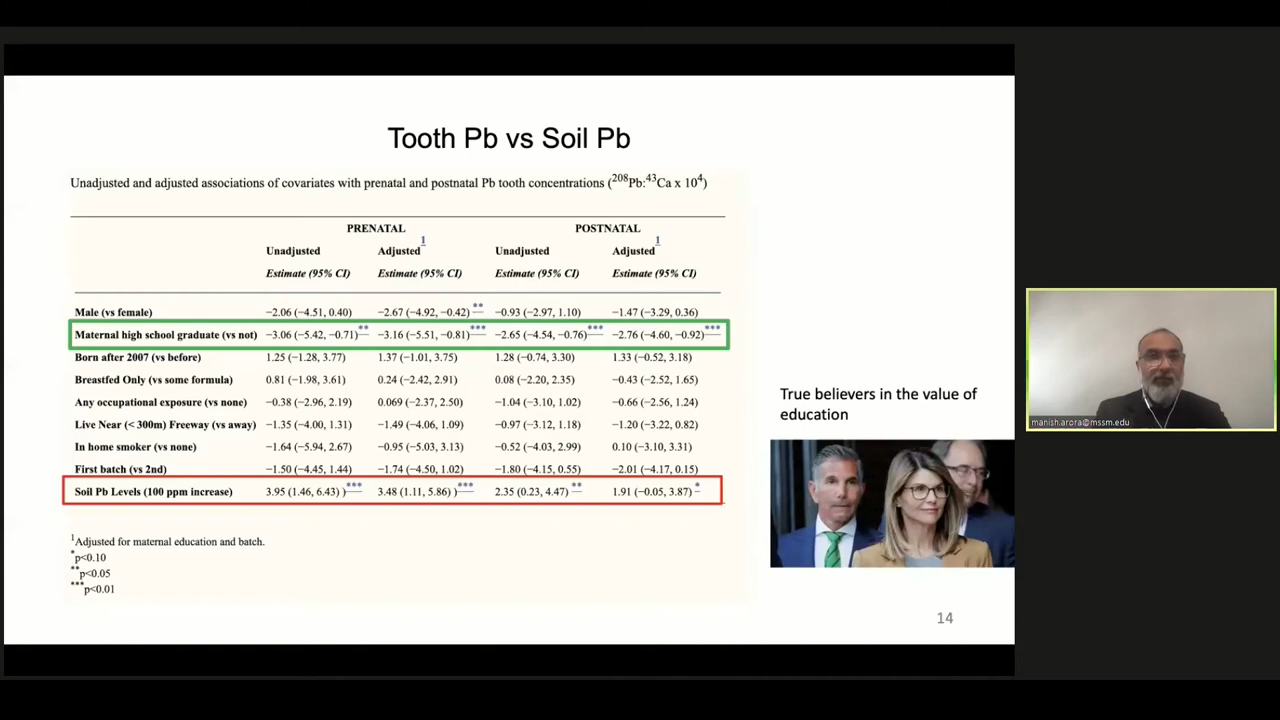 Tooth Pb vs Soil Pb
Unadjusted and adjusted associations of covariates with prenatal and postnatal Pb tooth concentrations (²⁰⁸Pb:⁴³Ca x 10⁴)
PRENATAL POSTNATAL
Unadjusted Adjusted¹ Unadjusted Adjusted¹
Estimate (95% CI) Estimate (95% CI) Estimate (95% CI) Estimate (95% CI)
Male (vs female) −2.06 (−4.51, 0.40) −2.67 (−4.92, −0.42) ** −0.93 (−2.97, 1.10) −1.47 (−3.29, 0.36)
Maternal high school graduate (vs not) −3.06 (−5.42, −0.71)** −3.16 (−5.51, −0.81)*** −2.65 (−4.54, −0.76)*** −2.76 (−4.60, −0.92)***
Born after 2007 (vs before) 1.25 (−1.28, 3.77) 1.37 (−1.01, 3.75) 1.28 (−0.74, 3.30) 1.33 (−0.52, 3.18)
Breastfed Only (vs some formula) 0.81 (−1.98, 3.61) 0.24 (−2.42, 2.91) 0.08 (−2.20, 2.35) −0.43 (−2.52, 1.65)
Any occupational exposure (vs none) −0.38 (−2.96, 2.19) 0.069 (−2.37, 2.50) −1.04 (−3.10, 1.02) −0.66 (−2.56, 1.24)
Live Near (< 300m) Freeway (vs away) −1.35 (−4.00, 1.31) −1.49 (−4.06, 1.09) −0.97 (−3.12, 1.18) −1.20 (−3.22, 0.82)
In home smoker (vs none) −1.64 (−5.94, 2.67) −0.95 (−5.03, 3.13) −0.52 (−4.03, 2.99) 0.10 (−3.10, 3.31)
First batch (vs 2nd) −1.50 (−4.45, 1.44) −1.74 (−4.50, 1.02) −1.80 (−4.15, 0.55) −2.01 (−4.17, 0.15)
Soil Pb Levels (100 ppm increase) 3.95 (1.46, 6.43) )*** 3.48 (1.11, 5.86) )*** 2.35 (0.23, 4.47) ** 1.91 (−0.05, 3.87) *
¹Adjusted for maternal education and batch.
*p<0.10
**p<0.05
***p<0.01
True believers in the value of
education
14
manish.arora@mssm.edu